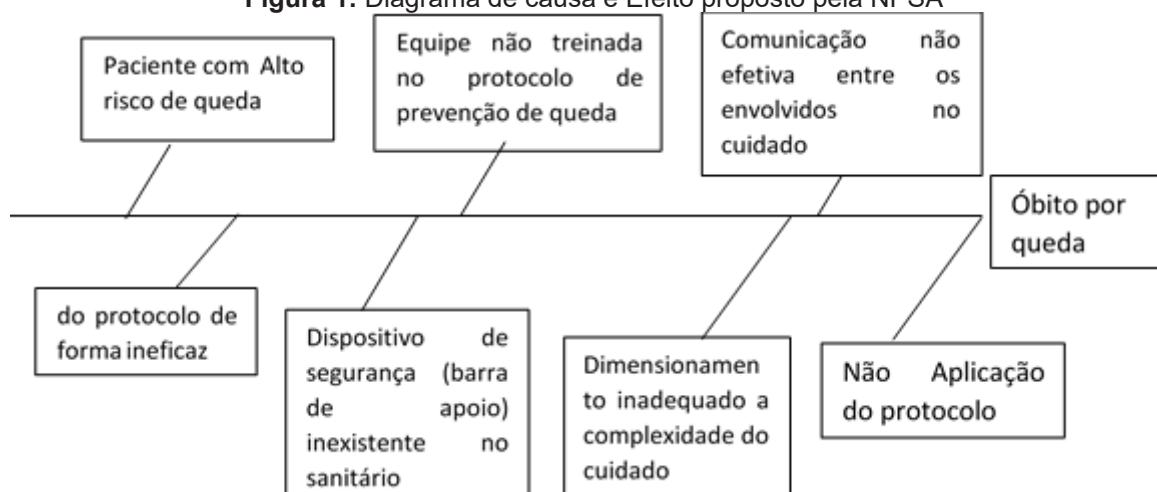 Figura 1: Diagrama de causa e Efeito proposto pela NPSA
Paciente com Alto
risco de queda
Equipe não treinada
no protocolo de
prevenção de queda
Comunicação não
efetiva entre os
envolvidos no
cuidado
Óbito por
queda
do protocolo de
forma ineficaz
Dispositivo de
segurança (barra
de apoio)
inexistente no
sanitário
Dimensionamen
to inadequado a
complexidade do
cuidado
Não Aplicação
do protocolo